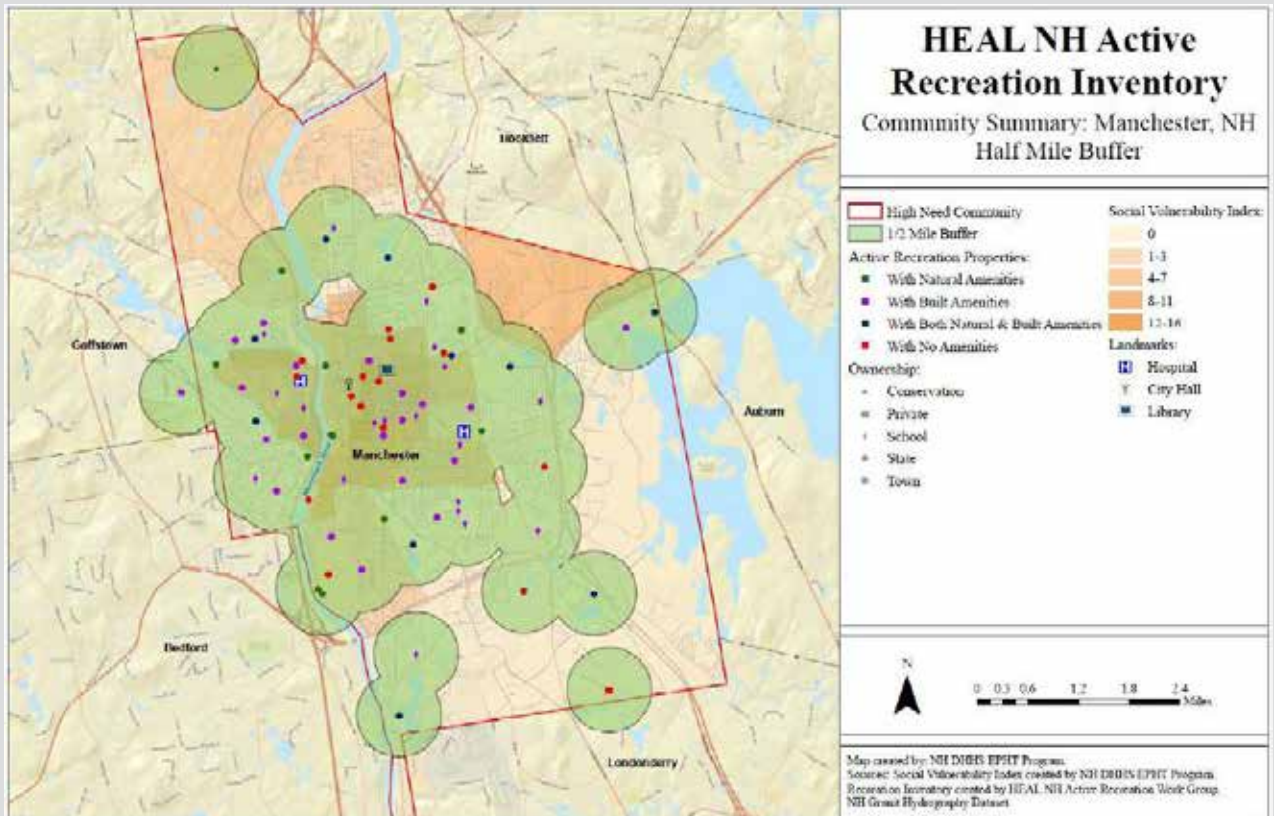 HEAL NH Active
Recreation Inventory
Community Summary: Manchester, NH
Half Mile Buffer
High Need Community
1/2 Mile Buffer
Active Recreation Properties:
With Natural Amenities
With Built Amenities
With Both Natural & Built Amenities
With No Amenities
Ownership:
Conservation
Private
School
State
Town
Social Vulnerability Index:
0
1-3
4-7
8-11
12-16
Landmarks:
H Hospital
City Hall
Library
Hooksett
Goffstown
Auburn
Manchester
Bedford
Londonderry
H
H
N
0 0.3 0.6 1.2 1.8 2.4
Miles
Map created by: NH DHHS EPHT Program.
Sources: Social Vulnerability Index created by NH DHHS EPHT Program.
Recreation Inventory created by HEAL NH Active Recreation Work Group.
NH Granit Hydrography Dataset